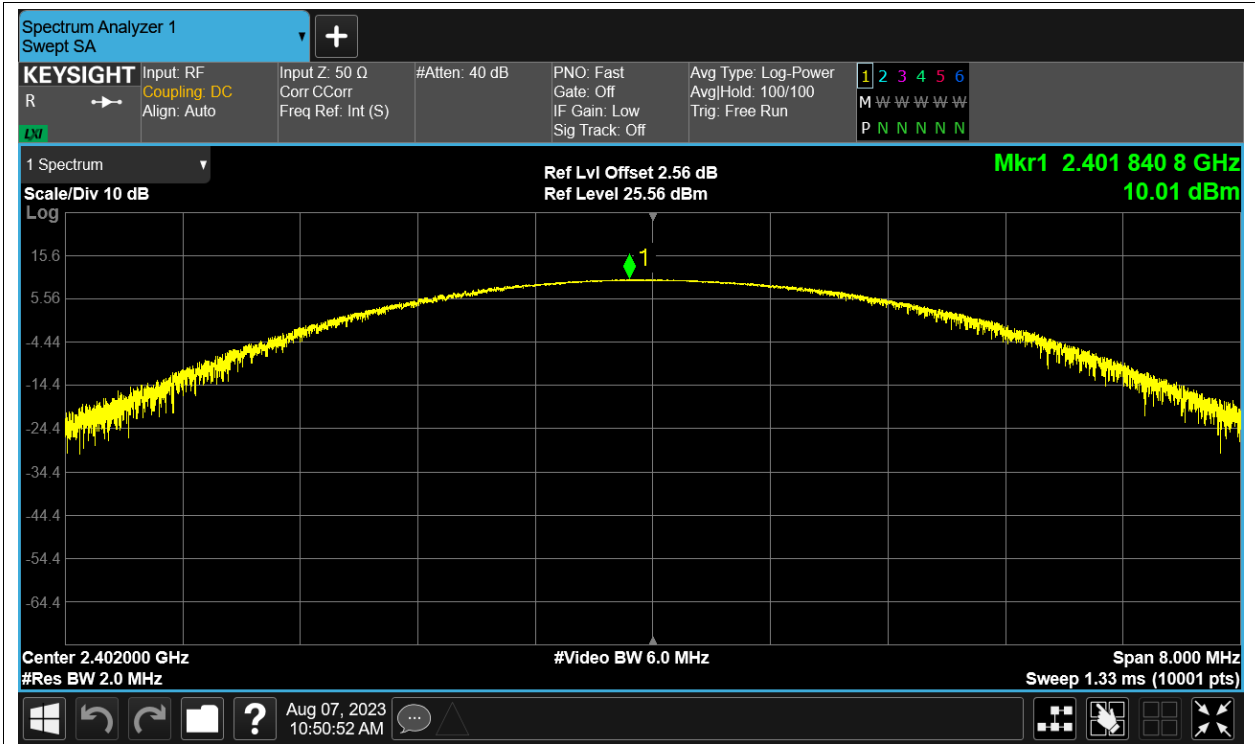 Spectrum Analyzer 1
Swept SA
KEYSIGHT
R
LXI
Input: RF
Coupling: DC
Align: Auto
Input Z: 50 Ω
Corr CCorr
Freq Ref: Int (S)
#Atten: 40 dB
PNO: Fast
Gate: Off
IF Gain: Low
Sig Track: Off
Avg Type: Log-Power
Avg|Hold: 100/100
Trig: Free Run
1 2 3 4 5 6
M W W W W W
P N N N N N
1 Spectrum
Scale/Div 10 dB
Log
Ref Lvl Offset 2.56 dB
Ref Level 25.56 dBm
Mkr1 2.401 840 8 GHz
10.01 dBm
1
15.6
5.56
-4.44
-14.4
-24.4
-34.4
-44.4
-54.4
-64.4
Center 2.402000 GHz
#Video BW 6.0 MHz
Span 8.000 MHz
#Res BW 2.0 MHz
Sweep 1.33 ms (10001 pts)
?
Aug 07, 2023
10:50:52 AM